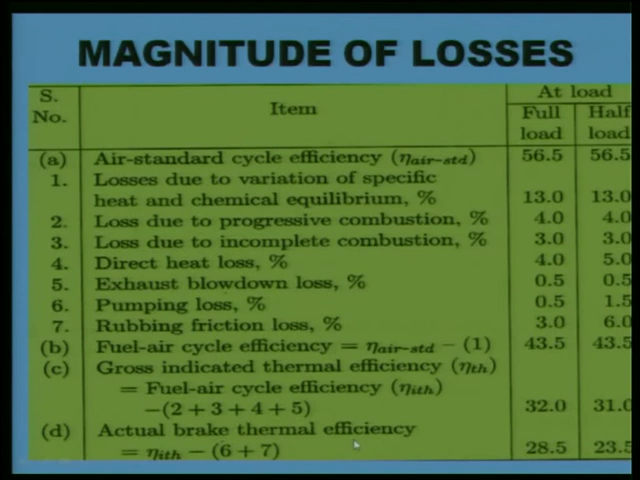 MAGNITUDE OF LOSSES
S. No. Item At load
Full load Half load
(a) Air-standard cycle efficiency (ηair-std) 56.5 56.5
1. Losses due to variation of specific
heat and chemical equilibrium, % 13.0 13.0
2. Loss due to progressive combustion, % 4.0 4.0
3. Loss due to incomplete combustion, % 3.0 3.0
4. Direct heat loss, % 4.0 5.0
5. Exhaust blowdown loss, % 0.5 0.5
6. Pumping loss, % 0.5 1.5
7. Rubbing friction loss, % 3.0 6.0
(b) Fuel-air cycle efficiency = ηair-std − (1) 43.5 43.5
(c) Gross indicated thermal efficiency (ηth)
= Fuel-air cycle efficiency (ηith)
−(2 + 3 + 4 + 5) 32.0 31.0
(d) Actual brake thermal efficiency
= ηith − (6 + 7) 28.5 23.5